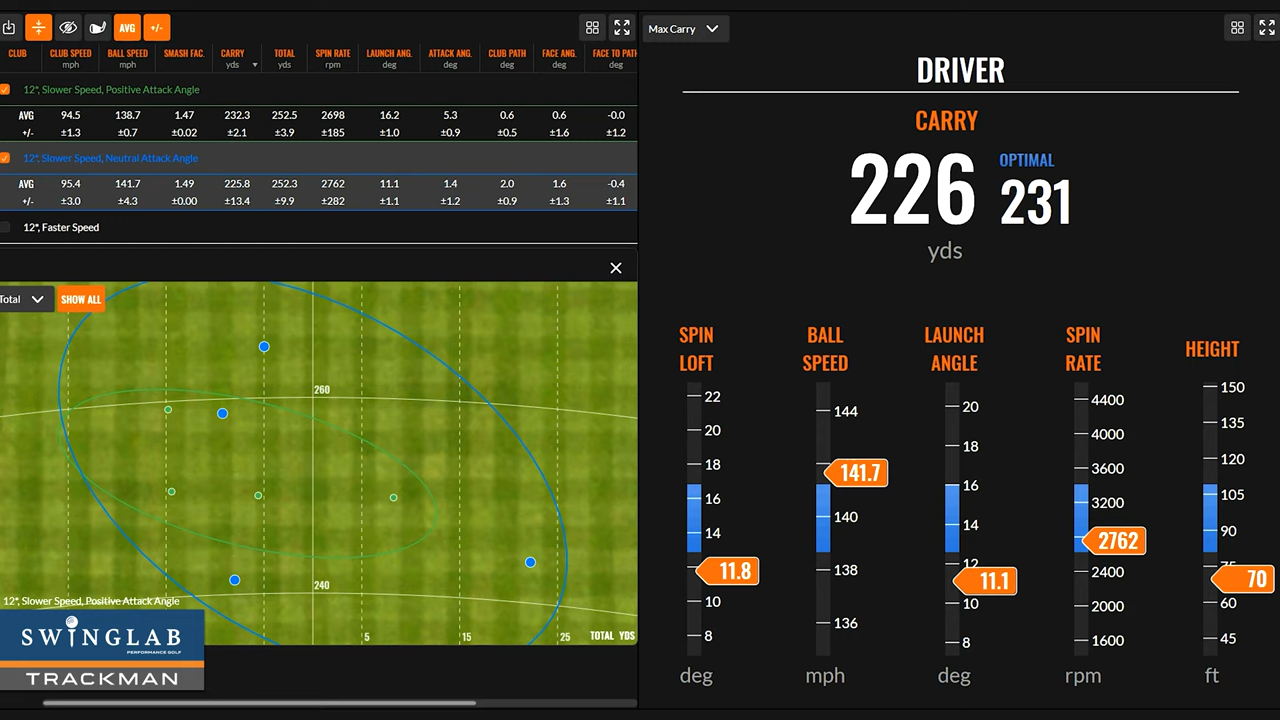 AVG +/-
CLUB CLUB SPEED BALL SPEED SMASH FAC. CARRY TOTAL SPIN RATE LAUNCH ANG. ATTACK ANG. CLUB PATH FACE ANG. FACE TO PATH
mph mph yds yds rpm deg deg deg deg deg
12*, Slower Speed, Positive Attack Angle
AVG 94.5 138.7 1.47 232.3 252.5 2698 16.2 5.3 0.6 0.6 -0.0
+/- ±1.3 ±0.7 ±0.02 ±2.1 ±3.9 ±185 ±1.0 ±0.9 ±0.5 ±1.6 ±1.2
12*, Slower Speed, Neutral Attack Angle
AVG 95.4 141.7 1.49 225.8 252.3 2762 11.1 1.4 2.0 1.6 -0.4
+/- ±3.0 ±4.3 ±0.00 ±13.4 ±9.9 ±282 ±1.1 ±1.2 ±0.9 ±1.3 ±1.1
12*, Faster Speed
Total SHOW ALL
260
240
12*, Slower Speed, Positive Attack Angle
5 15 25 TOTAL YDS
SWINGLAB
PERFORMANCE GOLF
TRACKMAN
Max Carry
DRIVER
CARRY
226
OPTIMAL
231
yds
SPIN LOFT
22
20
18
16
14
11.8
10
8
deg
BALL SPEED
144
141.7
140
138
136
mph
LAUNCH ANGLE
20
18
16
14
12
11.1
10
8
deg
SPIN RATE
4400
4000
3600
3200
2762
2400
2000
1600
rpm
HEIGHT
150
135
120
105
90
75
70
60
45
ft